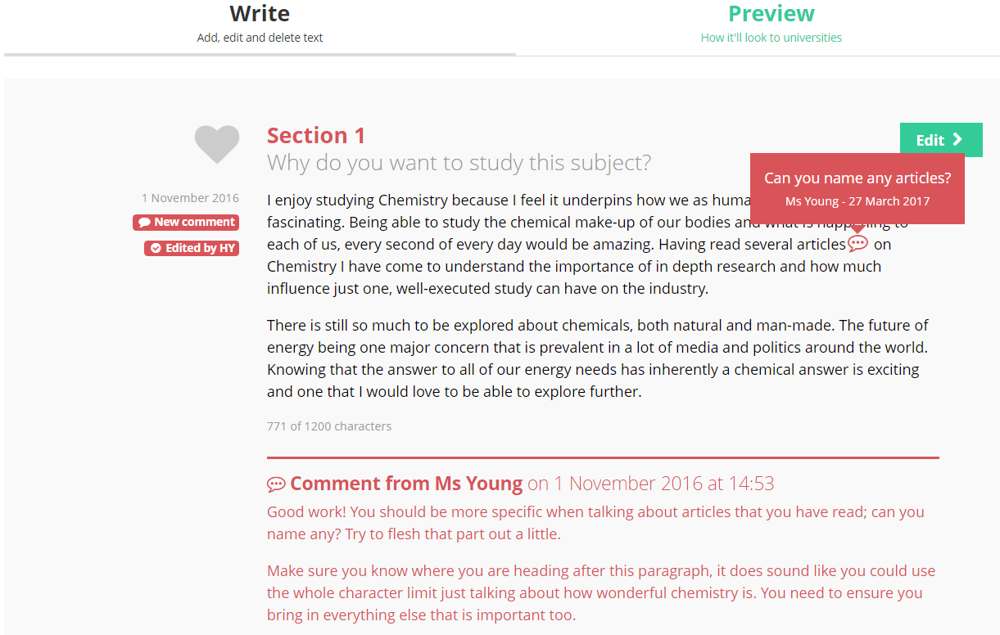 Write
Add, edit and delete text
Preview
How it'll look to universities
Section 1
Why do you want to study this subject?
Edit
Can you name any articles?
Ms Young - 27 March 2017
1 November 2016
New comment
Edited by HY
I enjoy studying Chemistry because I feel it underpins how we as
fascinating. Being able to study the chemical make-up of our bodies and what is happening to
each of us, every second of every day would be amazing. Having read several articles on
Chemistry I have come to understand the importance of in depth research and how much
influence just one, well-executed study can have on the industry.
There is still so much to be explored about chemicals, both natural and man-made. The future of
energy being one major concern that is prevalent in a lot of media and politics around the world.
Knowing that the answer to all of our energy needs has inherently a chemical answer is exciting
and one that I would love to be able to explore further.
771 of 1200 characters
Comment from Ms Young on 1 November 2016 at 14:53
Good work! You should be more specific when talking about articles that you have read; can you
name any? Try to flesh that part out a little.
Make sure you know where you are heading after this paragraph, it does sound like you could use
the whole character limit just talking about how wonderful chemistry is. You need to ensure you
bring in everything else that is important too.